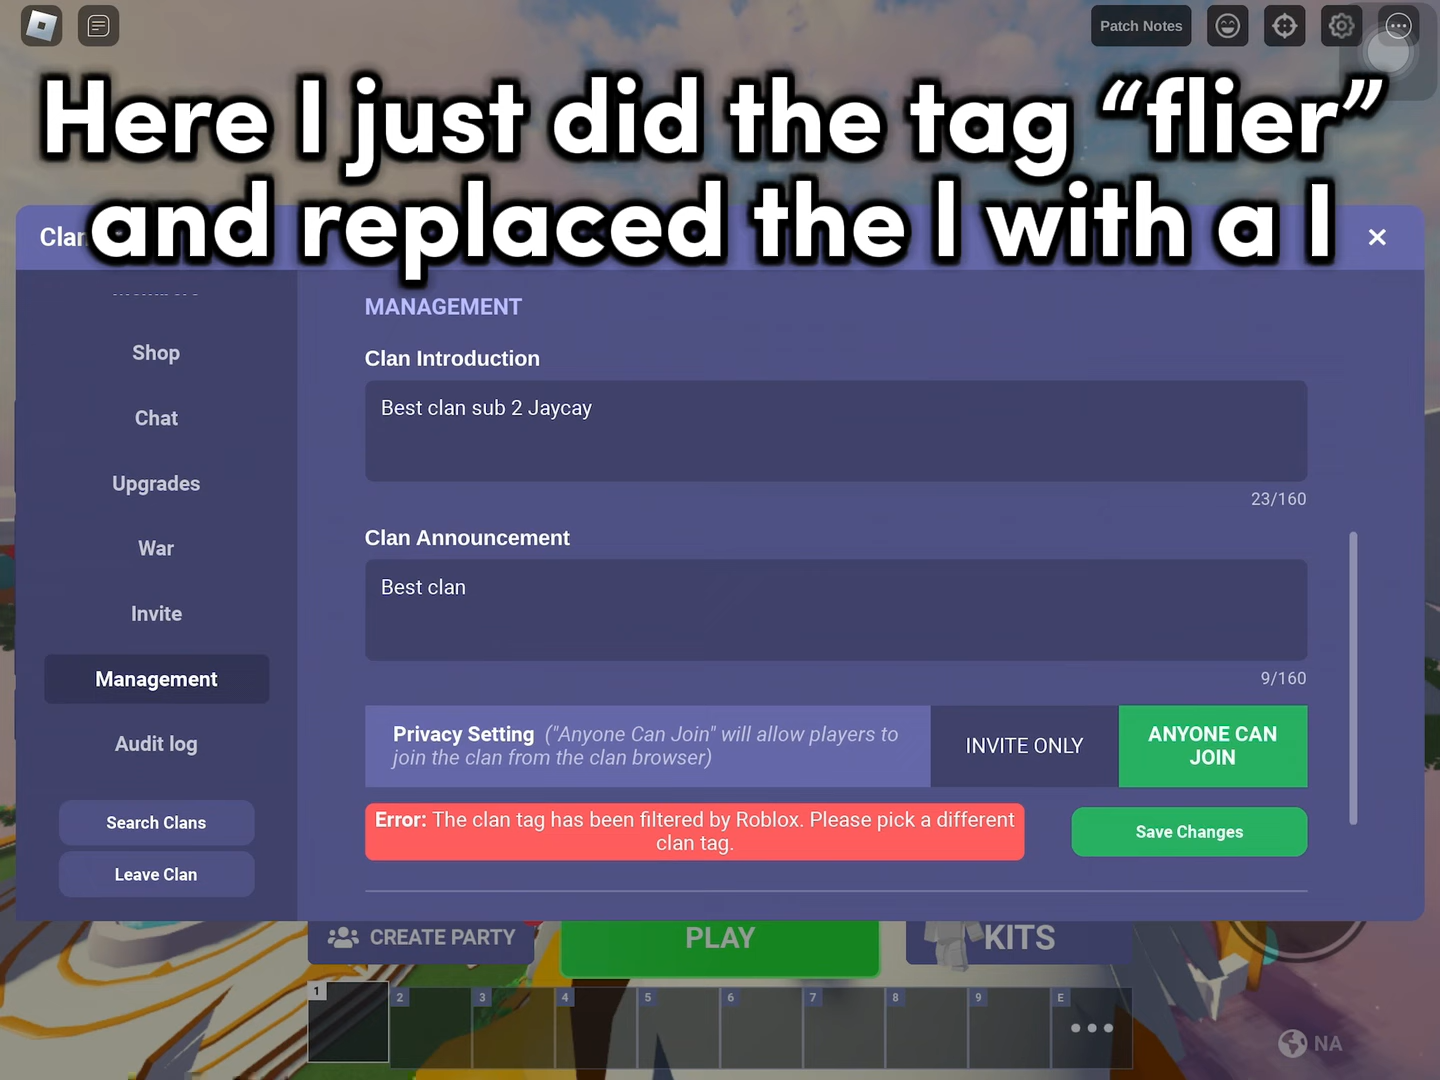 Patch Notes
Here I just did the tag “flier”
and replaced the l with a I
Clan
Shop
Chat
Upgrades
War
Invite
Management
Audit log
Search Clans
Leave Clan
MANAGEMENT
Clan Introduction
Best clan sub 2 Jaycay
23/160
Clan Announcement
Best clan
9/160
Privacy Setting ("Anyone Can Join" will allow players to
join the clan from the clan browser)
INVITE ONLY
ANYONE CAN
JOIN
Error: The clan tag has been filtered by Roblox. Please pick a different
clan tag.
Save Changes
CREATE PARTY
PLAY
KITS
1 2 3 4 5 6 7 8 9 E
NA